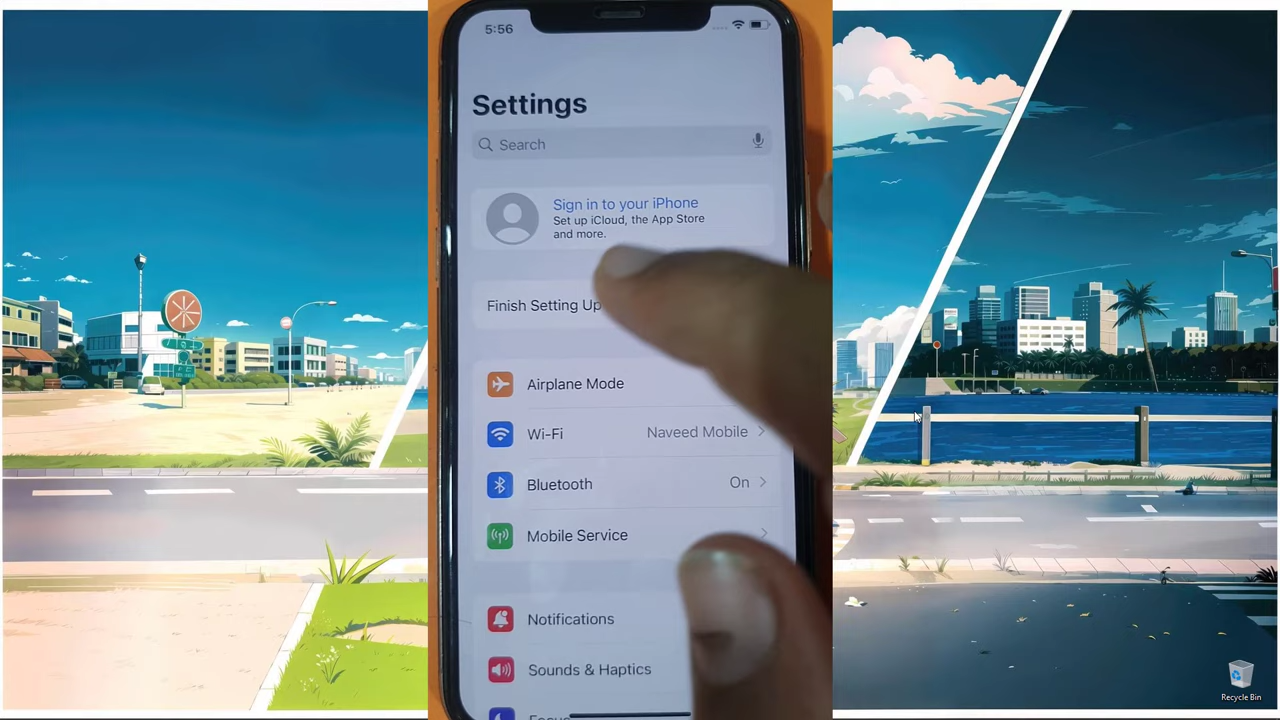 5:56
Settings
Search
Sign in to your iPhone
Set up iCloud, the App Store
and more.
Finish Setting Up
Airplane Mode
Wi-Fi Naveed Mobile
Bluetooth On
Mobile Service
Notifications
Sounds & Haptics
Recycle Bin